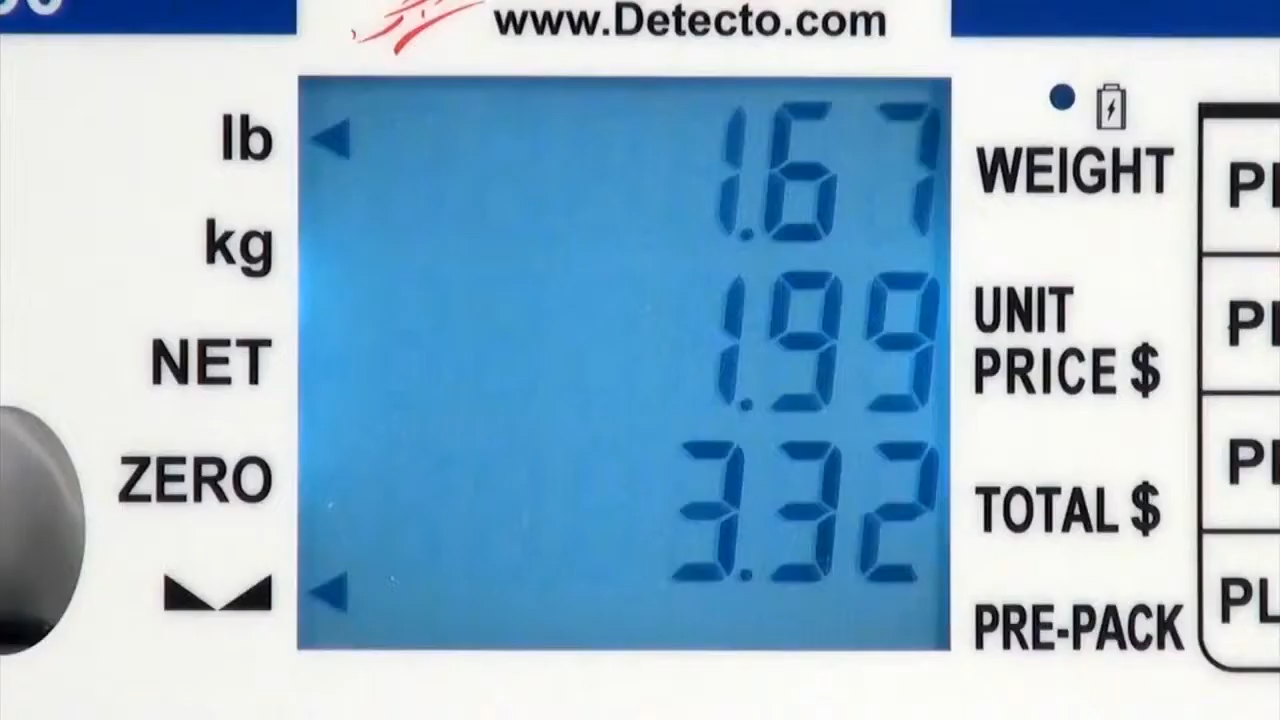 www.Detecto.com
lb
kg
NET
ZERO
1.67
1.99
3.32
WEIGHT
UNIT
PRICE $
TOTAL $
PRE-PACK